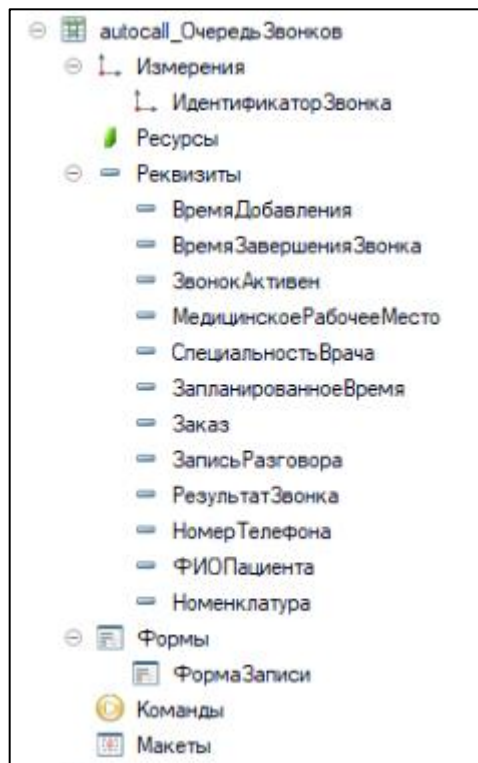 autocall_ОчередьЗвонков
Измерения
ИдентификаторЗвонка
Ресурсы
Реквизиты
ВремяДобавления
ВремяЗавершенияЗвонка
ЗвонокАктивен
МедицинскоеРабочееМесто
СпециальностьВрача
ЗапланированноеВремя
Заказ
ЗаписьРазговора
РезультатЗвонка
НомерТелефона
ФИОПациента
Номенклатура
Формы
ФормаЗаписи
Команды
Макеты